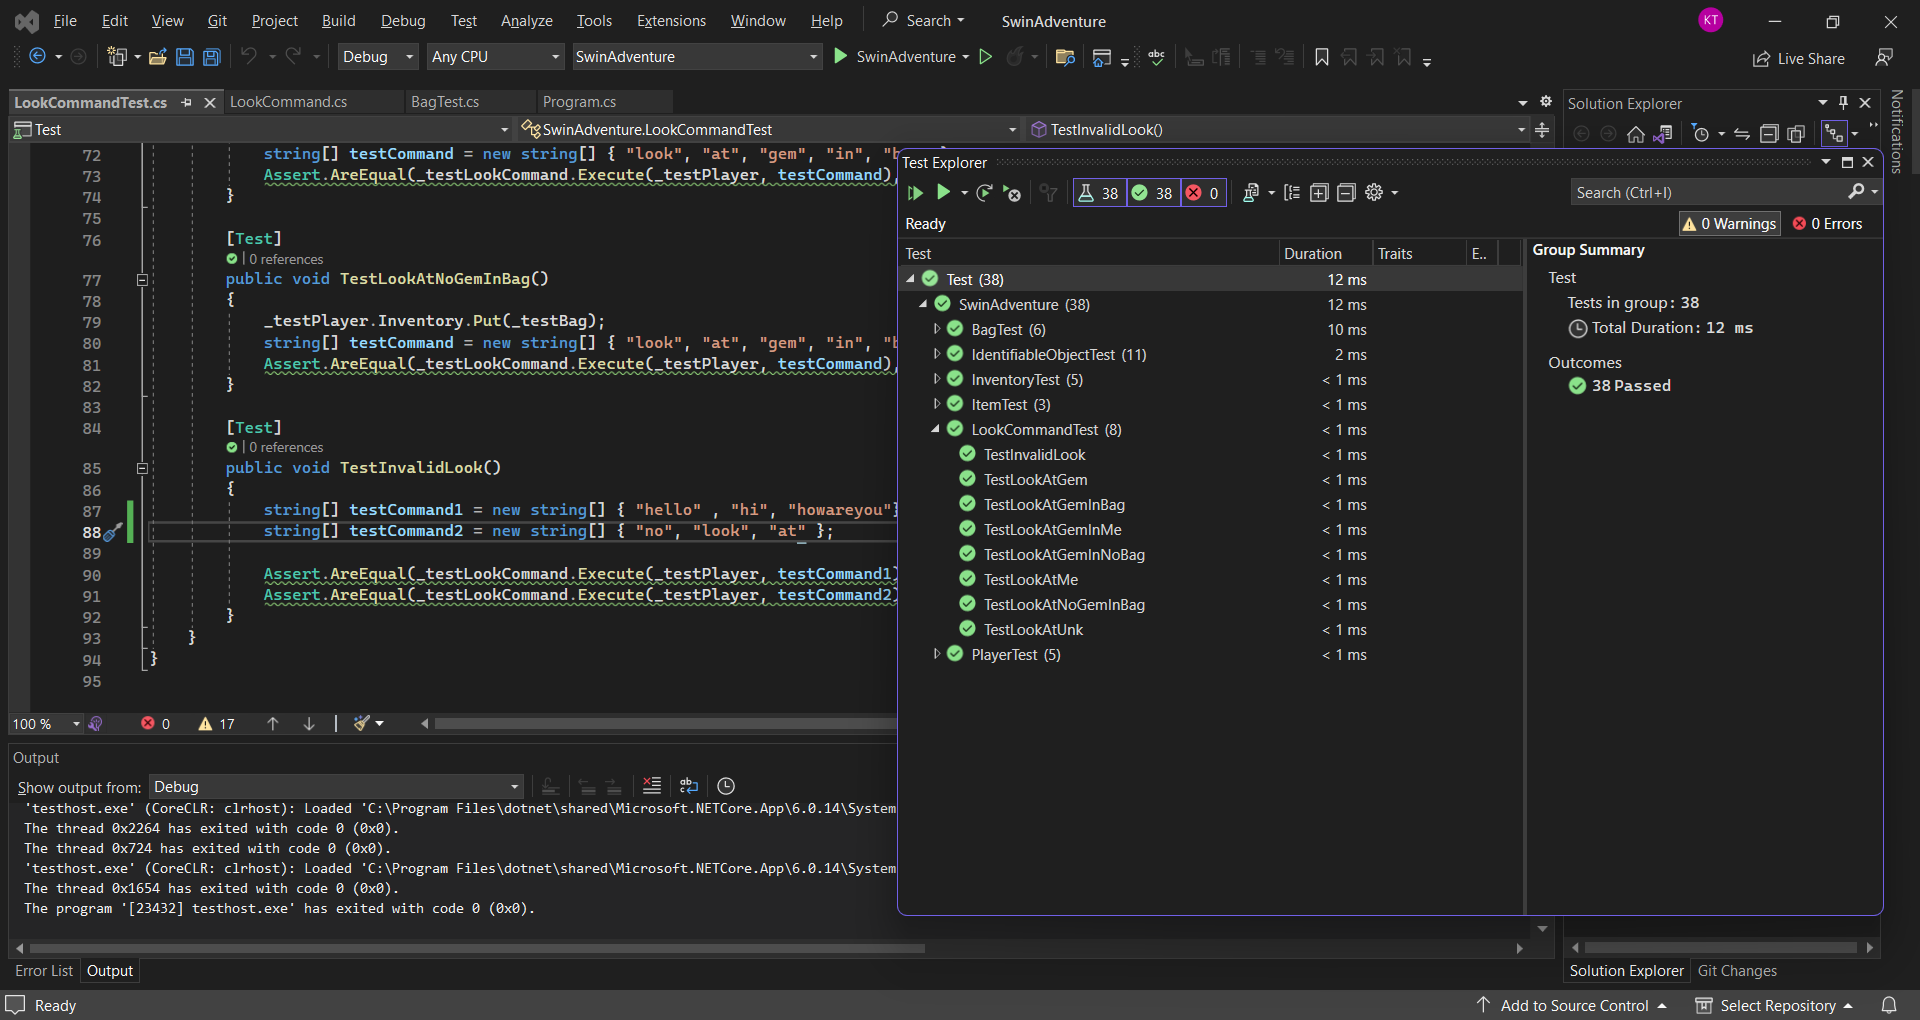 File Edit View Git Project Build Debug Test Analyze Tools Extensions Window Help Search SwinAdventure KT
Debug Any CPU SwinAdventure SwinAdventure Live Share
LookCommandTest.cs LookCommand.cs BagTest.cs Program.cs
Test SwinAdventure.LookCommandTest TestInvalidLook()
72 string[] testCommand = new string[] { "look", "at", "gem", "in", "b
73 Assert.AreEqual(_testLookCommand.Execute(_testPlayer, testCommand),
74 }
75
76 [Test]
0 references
77 public void TestLookAtNoGemInBag()
78 {
79 _testPlayer.Inventory.Put(_testBag);
80 string[] testCommand = new string[] { "look", "at", "gem", "in", "b
81 Assert.AreEqual(_testLookCommand.Execute(_testPlayer, testCommand),
82 }
83
84 [Test]
0 references
85 public void TestInvalidLook()
86 {
87 string[] testCommand1 = new string[] { "hello" , "hi", "howareyou"}
88 string[] testCommand2 = new string[] { "no", "look", "at" };
89
90 Assert.AreEqual(_testLookCommand.Execute(_testPlayer, testCommand1)
91 Assert.AreEqual(_testLookCommand.Execute(_testPlayer, testCommand2)
92 }
93 }
94 }
95
100 % 0 17
Output
Show output from: Debug
'testhost.exe' (CoreCLR: clrhost): Loaded 'C:\Program Files\dotnet\shared\Microsoft.NETCore.App\6.0.14\System
The thread 0x2264 has exited with code 0 (0x0).
The thread 0x724 has exited with code 0 (0x0).
'testhost.exe' (CoreCLR: clrhost): Loaded 'C:\Program Files\dotnet\shared\Microsoft.NETCore.App\6.0.14\System
The thread 0x1654 has exited with code 0 (0x0).
The program '[23432] testhost.exe' has exited with code 0 (0x0).
Error List Output
Test Explorer
38 38 0 Search (Ctrl+I)
Ready 0 Warnings 0 Errors
Test Duration Traits E..
Test (38) 12 ms
SwinAdventure (38) 12 ms
BagTest (6) 10 ms
IdentifiableObjectTest (11) 2 ms
InventoryTest (5) < 1 ms
ItemTest (3) < 1 ms
LookCommandTest (8) < 1 ms
TestInvalidLook < 1 ms
TestLookAtGem < 1 ms
TestLookAtGemInBag < 1 ms
TestLookAtGemInMe < 1 ms
TestLookAtGemInNoBag < 1 ms
TestLookAtMe < 1 ms
TestLookAtNoGemInBag < 1 ms
TestLookAtUnk < 1 ms
PlayerTest (5) < 1 ms
Group Summary
Test
Tests in group: 38
Total Duration: 12 ms
Outcomes
38 Passed
Solution Explorer
Notifications
Solution Explorer Git Changes
Ready Add to Source Control Select Repository